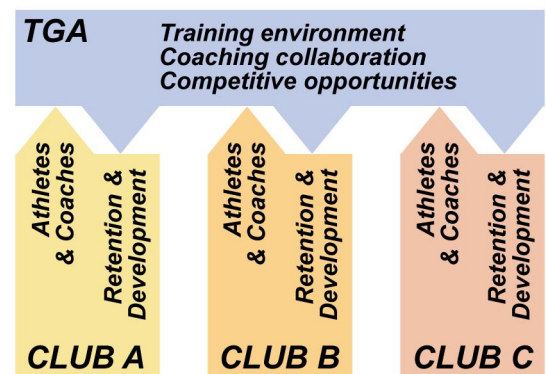 TGA
Training environment
Coaching collaboration
Competitive opportunities
Athletes
& Coaches
Retention &
Development
CLUB A
Athletes
& Coaches
Retention &
Development
CLUB B
Athletes
& Coaches
Retention &
Development
CLUB C